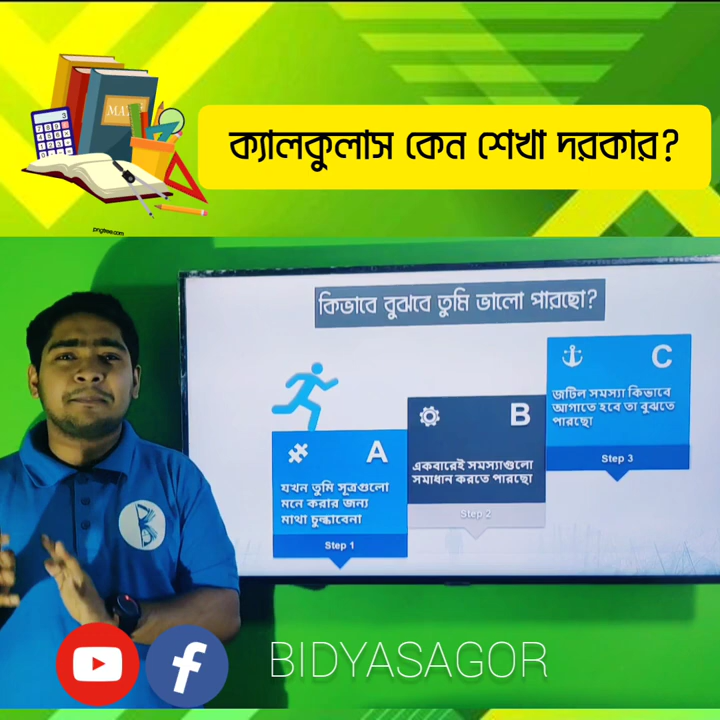 MA
ক্যালকুলাস কেন শেখা দরকার?
pngtree.com
কিভাবে বুঝবে তুমি ভালো পারছো?
A
যখন তুমি সূত্রগুলো
মনে করার জন্য
মাথা চুল্কাবেনা
Step 1
B
একবারেই সমস্যাগুলো
সমাধান করতে পারছো
Step 2
C
জটিল সমস্যা কিভাবে
আগাতে হবে তা বুঝতে
পারছো
Step 3
BIDYASAGOR